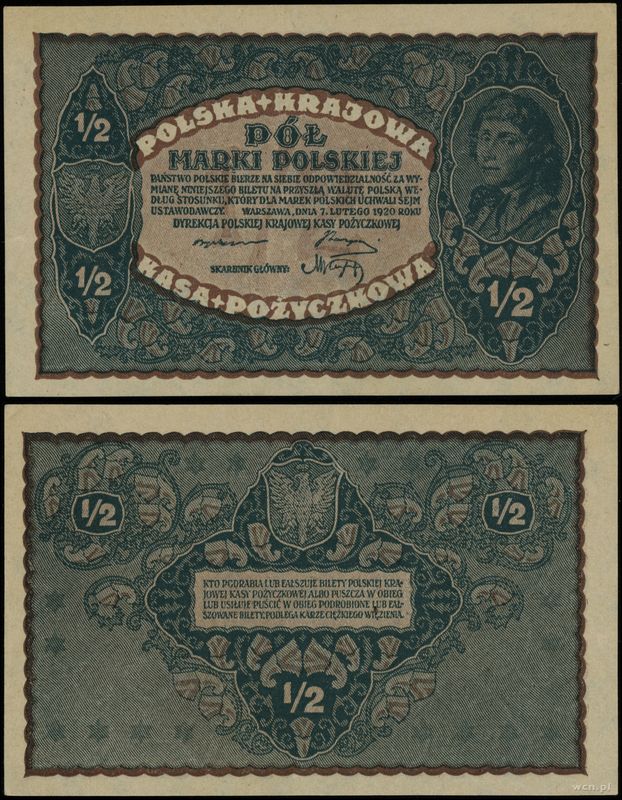 POLSKA+KRAJOWA
1/2
PÓŁ
MARKI POLSKIEJ
PAŃSTWO POLSKIE BIERZE NA SIEBIE ODPOWIEDZIALNOŚĆ ZA WY-
MIANĘ NINIEJSZEGO BILETU NA PRZYSZŁĄ WALUTĘ POLSKĄ WE-
DŁUG STOSUNKU, KTÓRY DLA MAREK POLSKICH UCHWALI SEJM
USTAWODAWCZY. WARSZAWA, DNIA 7. LUTEGO 1920 ROKU
DYREKCJA POLSKIEJ KRAJOWEJ KASY POŻYCZKOWEJ
SKARBNIK GŁÓWNY:
1/2
1/2
KASA+POŻYCZKOWA
1/2
1/2
KTO PODRABIA LUB FAŁSZUJE BILETY POLSKIEJ KRA-
JOWEJ KASY POŻYCZKOWEJ ALBO PUSZCZA W OBIEG
LUB USIŁUJE PUŚCIĆ W OBIEG PODROBIONE LUB FAŁ-
SZOWANE BILETY, PODLEGA KARZE CIĘŻKIEGO WIĘZIENIA.
1/2
wcn.pl